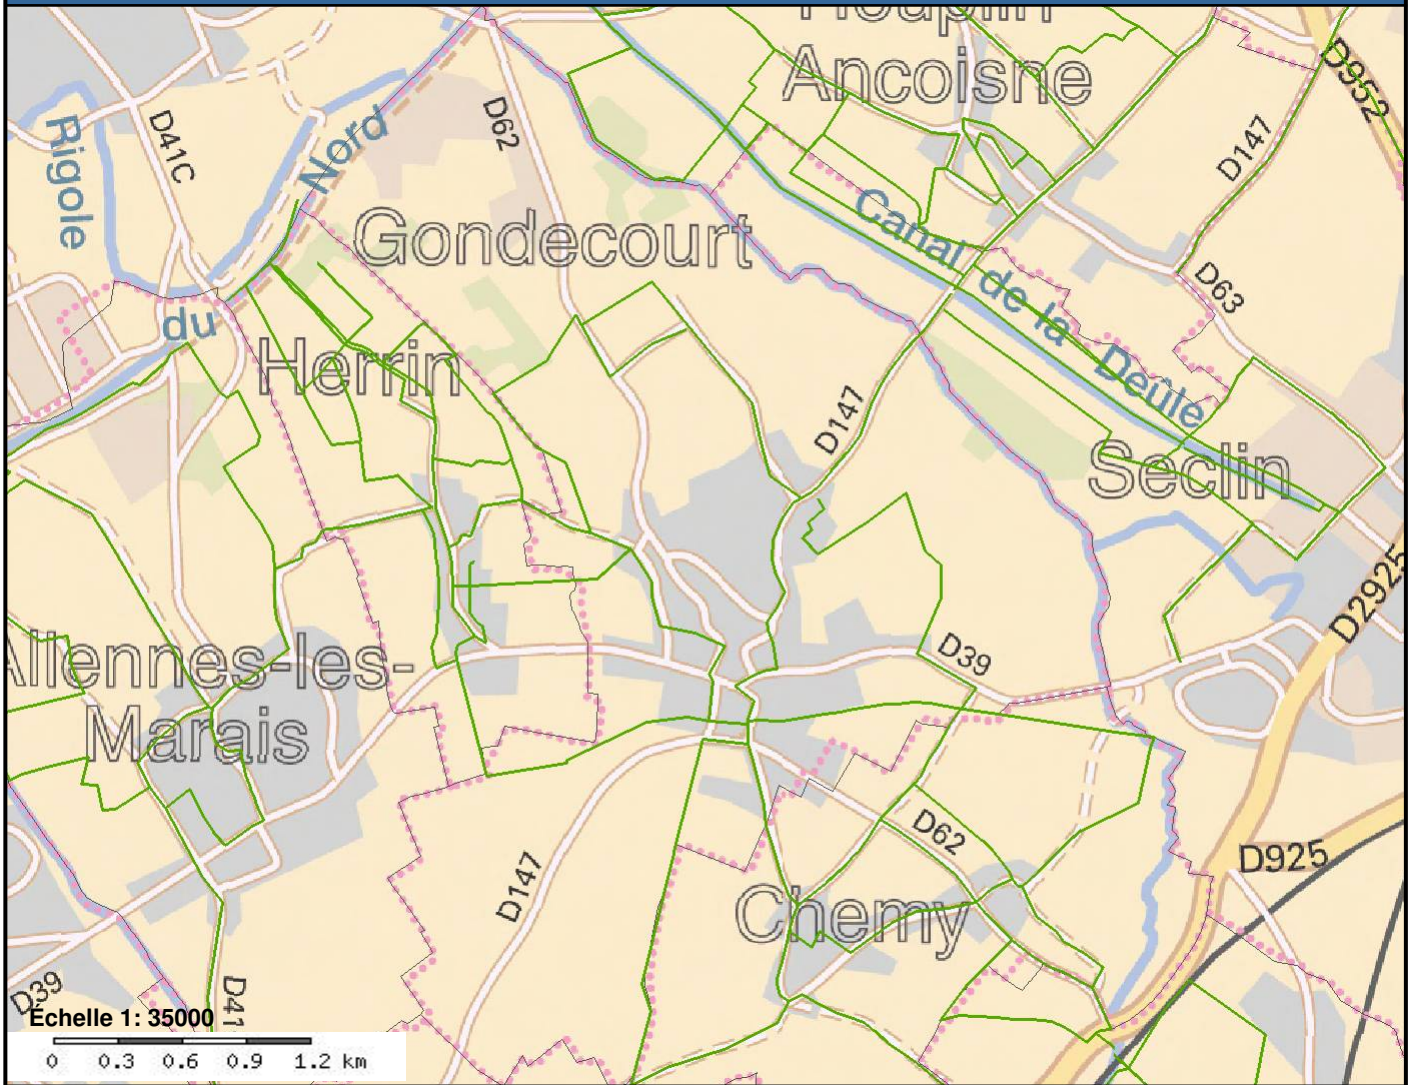 Houplin
Ancoisne
D952
D62
D41C
Nord
Rigole
D147
Canal de la Deûle
Gondecourt
D63
du
Herrin
D147
Seclin
D2925
D39
Allennes-les-
Marais
D62
D925
D147
Chemy
D39
D41
Échelle 1: 35000
0 0.3 0.6 0.9 1.2 km